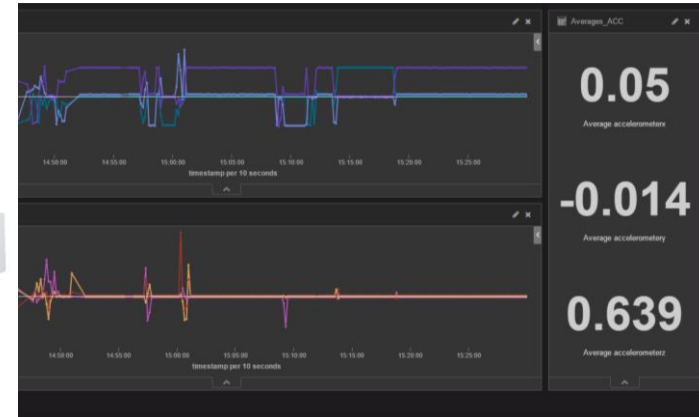 14:50:00 14:55:00 15:00:00 15:05:00 15:10:00 15:15:00 15:20:00 15:25:00
timestamp per 10 seconds
14:50:00 14:55:00 15:00:00 15:05:00 15:10:00 15:15:00 15:20:00 15:25:00
timestamp per 10 seconds
Averages_ACC
0.05
Average accelerometerx
-0.014
Average accelerometery
0.639
Average accelerometerz